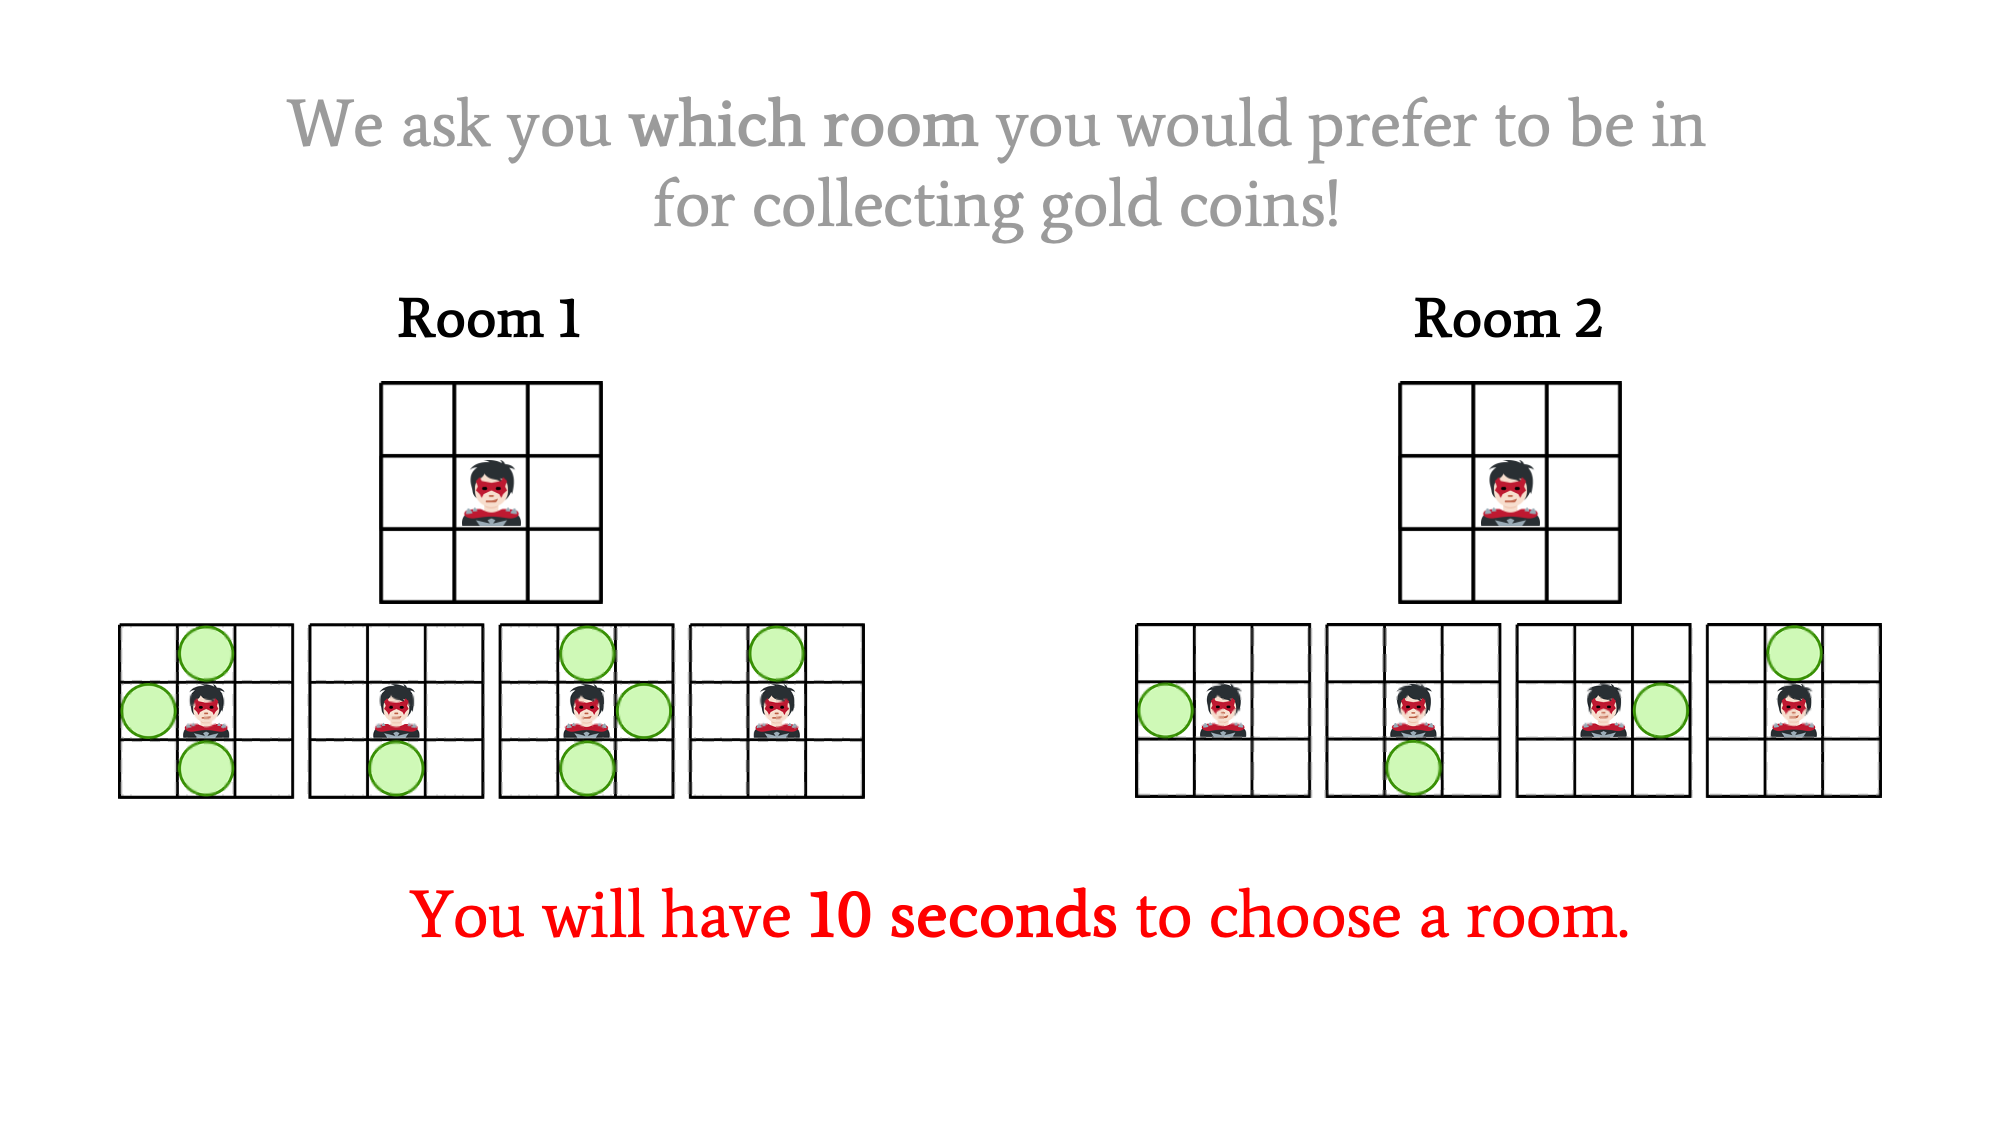 We ask you which room you would prefer to be in
for collecting gold coins!
Room 1
Room 2
You will have 10 seconds to choose a room.